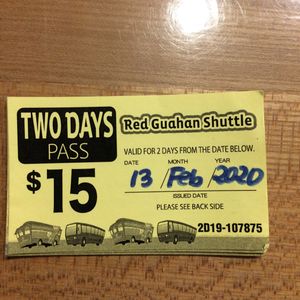 TWO DAYS
PASS
$15
Red Guahan Shuttle
VALID FOR 2 DAYS FROM THE DATE BELOW.
DATE MONTH YEAR
13 / Feb / 2020
ISSUED DATE
PLEASE SEE BACK SIDE
2D19-107875